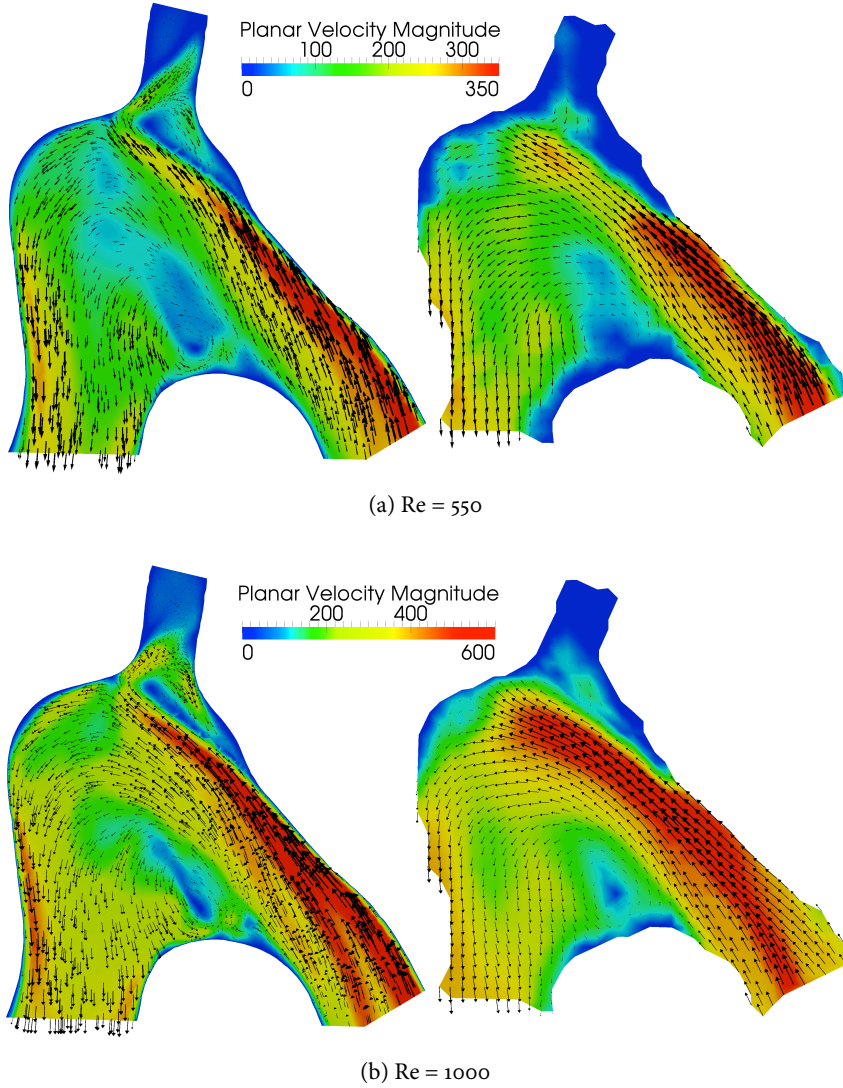 Planar Velocity Magnitude
100 200 300
0 350
(a) Re = 550
Planar Velocity Magnitude
200 400
0 600
(b) Re = 1000